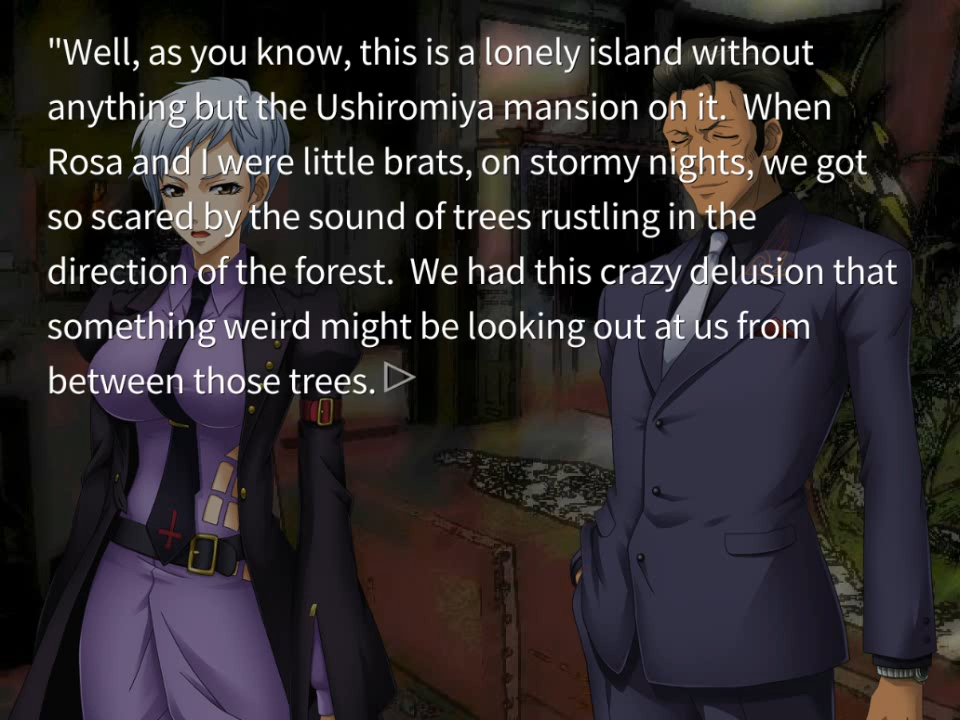 "Well, as you know, this is a lonely island without
anything but the Ushiromiya mansion on it.  When
Rosa and I were little brats, on stormy nights, we got
so scared by the sound of trees rustling in the
direction of the forest.  We had this crazy delusion that
something weird might be looking out at us from
between those trees.